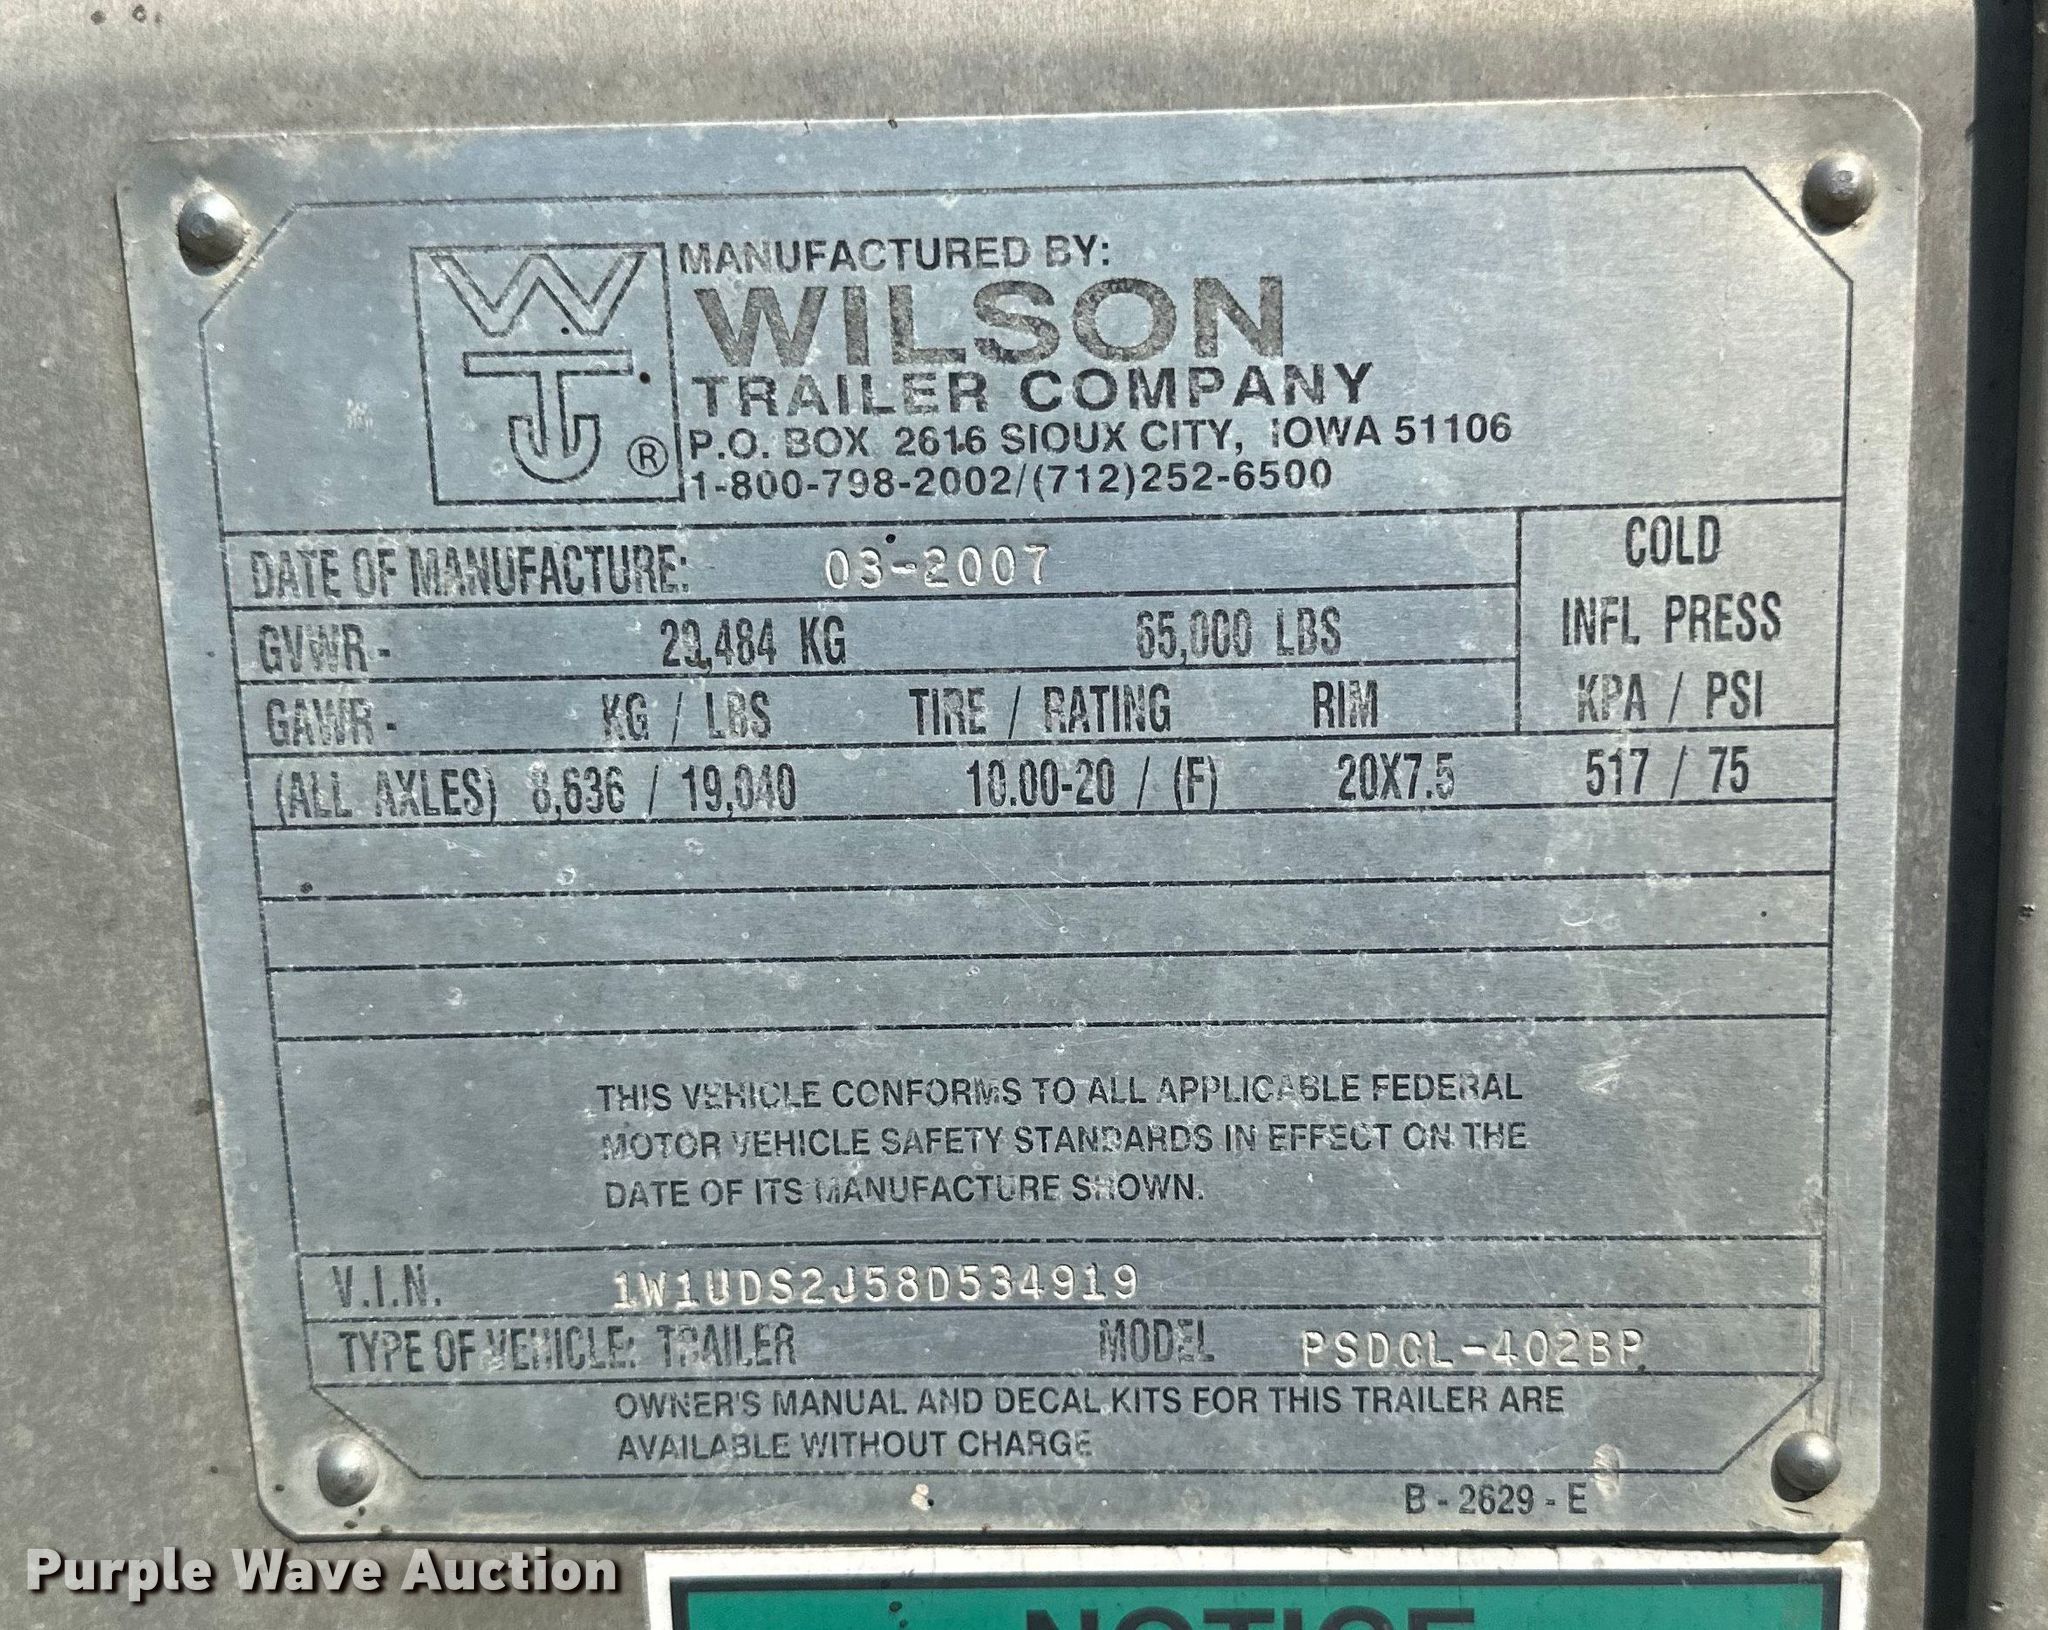 MANUFACTURED BY:
WILSON
TRAILER COMPANY
P.O. BOX 2616 SIOUX CITY, IOWA 51106
1-800-798-2002/(712)252-6500
WTJ ®
DATE OF MANUFACTURE: 03-2007
GVWR - 29,484 KG 65,000 LBS
COLD
INFL PRESS
KPA / PSI
GAWR - KG / LBS TIRE / RATING RIM
(ALL AXLES) 8,636 / 19,040 10.00-20 / (F) 20X7.5 517 / 75
THIS VEHICLE CONFORMS TO ALL APPLICABLE FEDERAL
MOTOR VEHICLE SAFETY STANDARDS IN EFFECT ON THE
DATE OF ITS MANUFACTURE SHOWN.
V.I.N. 1W1UDS2J58D534919
TYPE OF VEHICLE: TRAILER MODEL PSDCL-402BP
OWNER'S MANUAL AND DECAL KITS FOR THIS TRAILER ARE
AVAILABLE WITHOUT CHARGE
B - 2629 - E
Purple Wave Auction
NOTICE